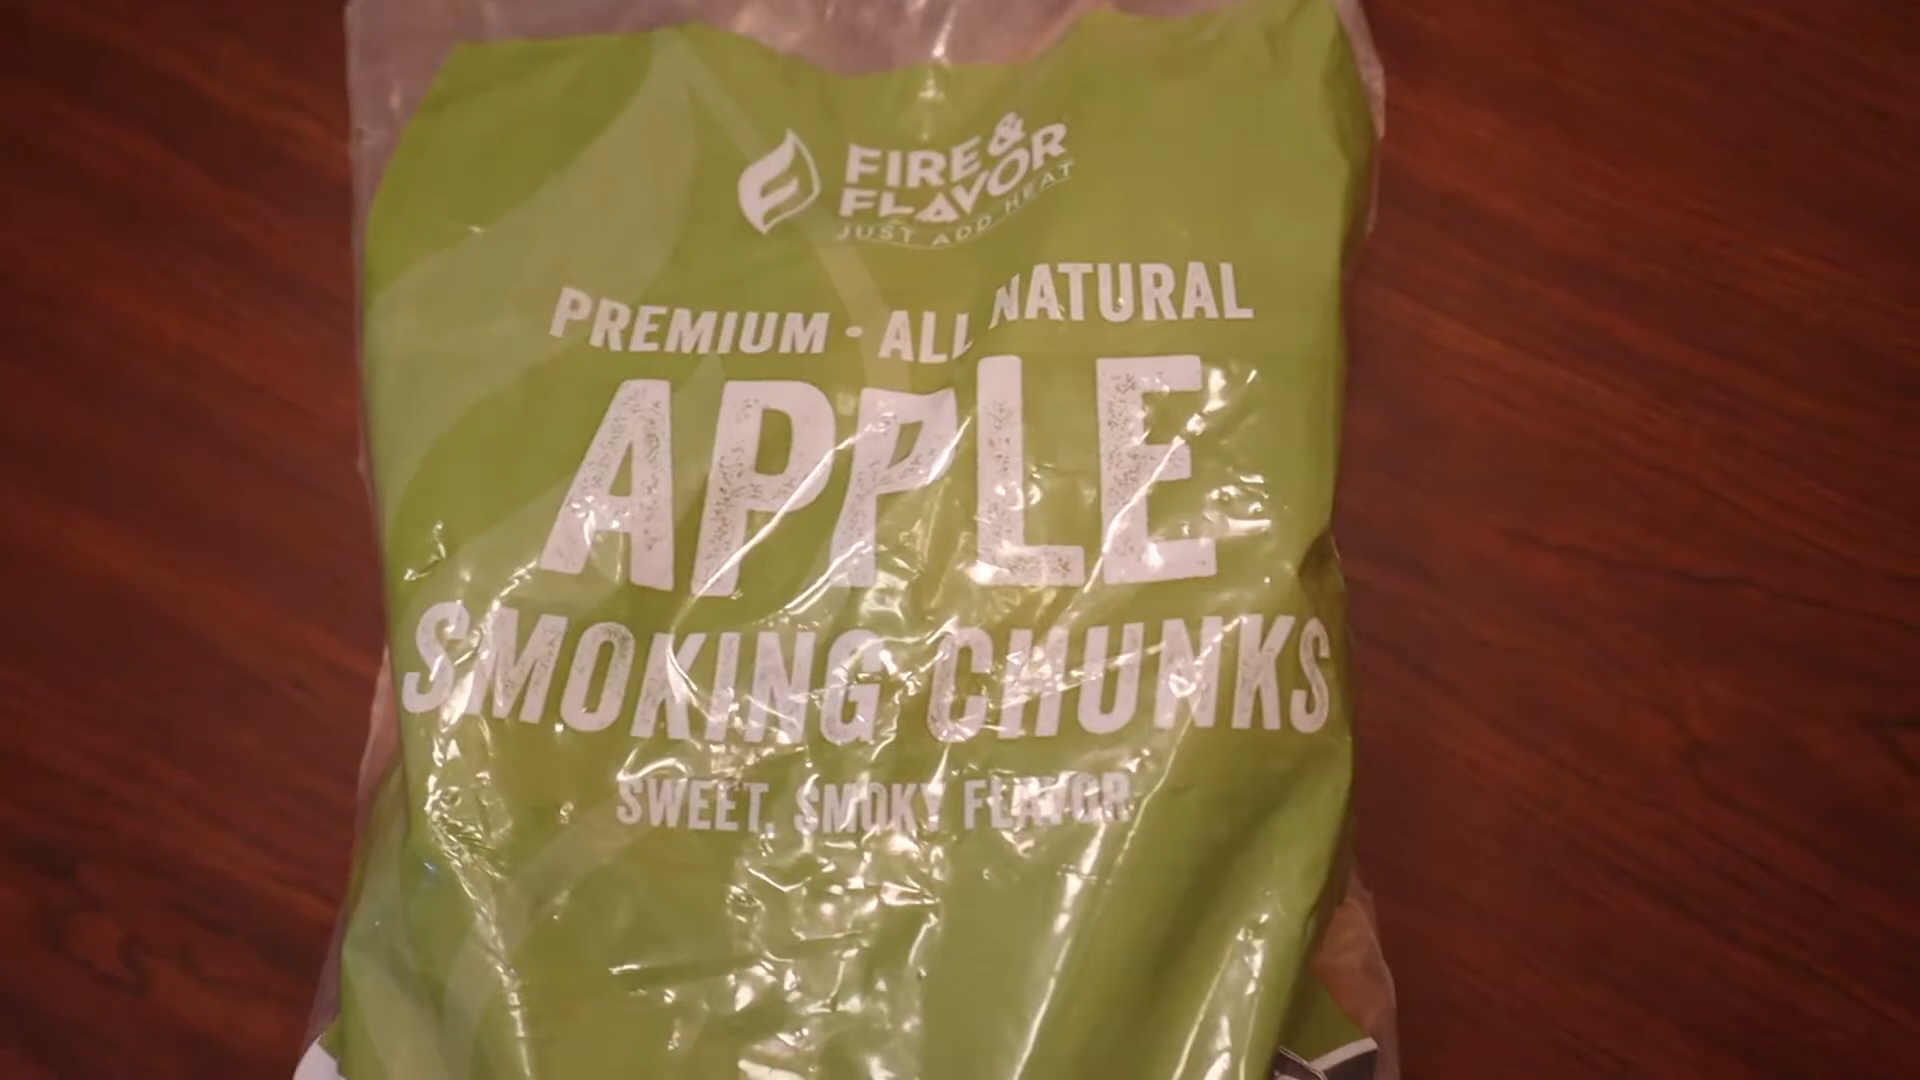 FIRE &
FLAVOR
JUST ADD HEAT
PREMIUM · ALL NATURAL
APPLE
SMOKING CHUNKS
SWEET, SMOKY FLAVOR